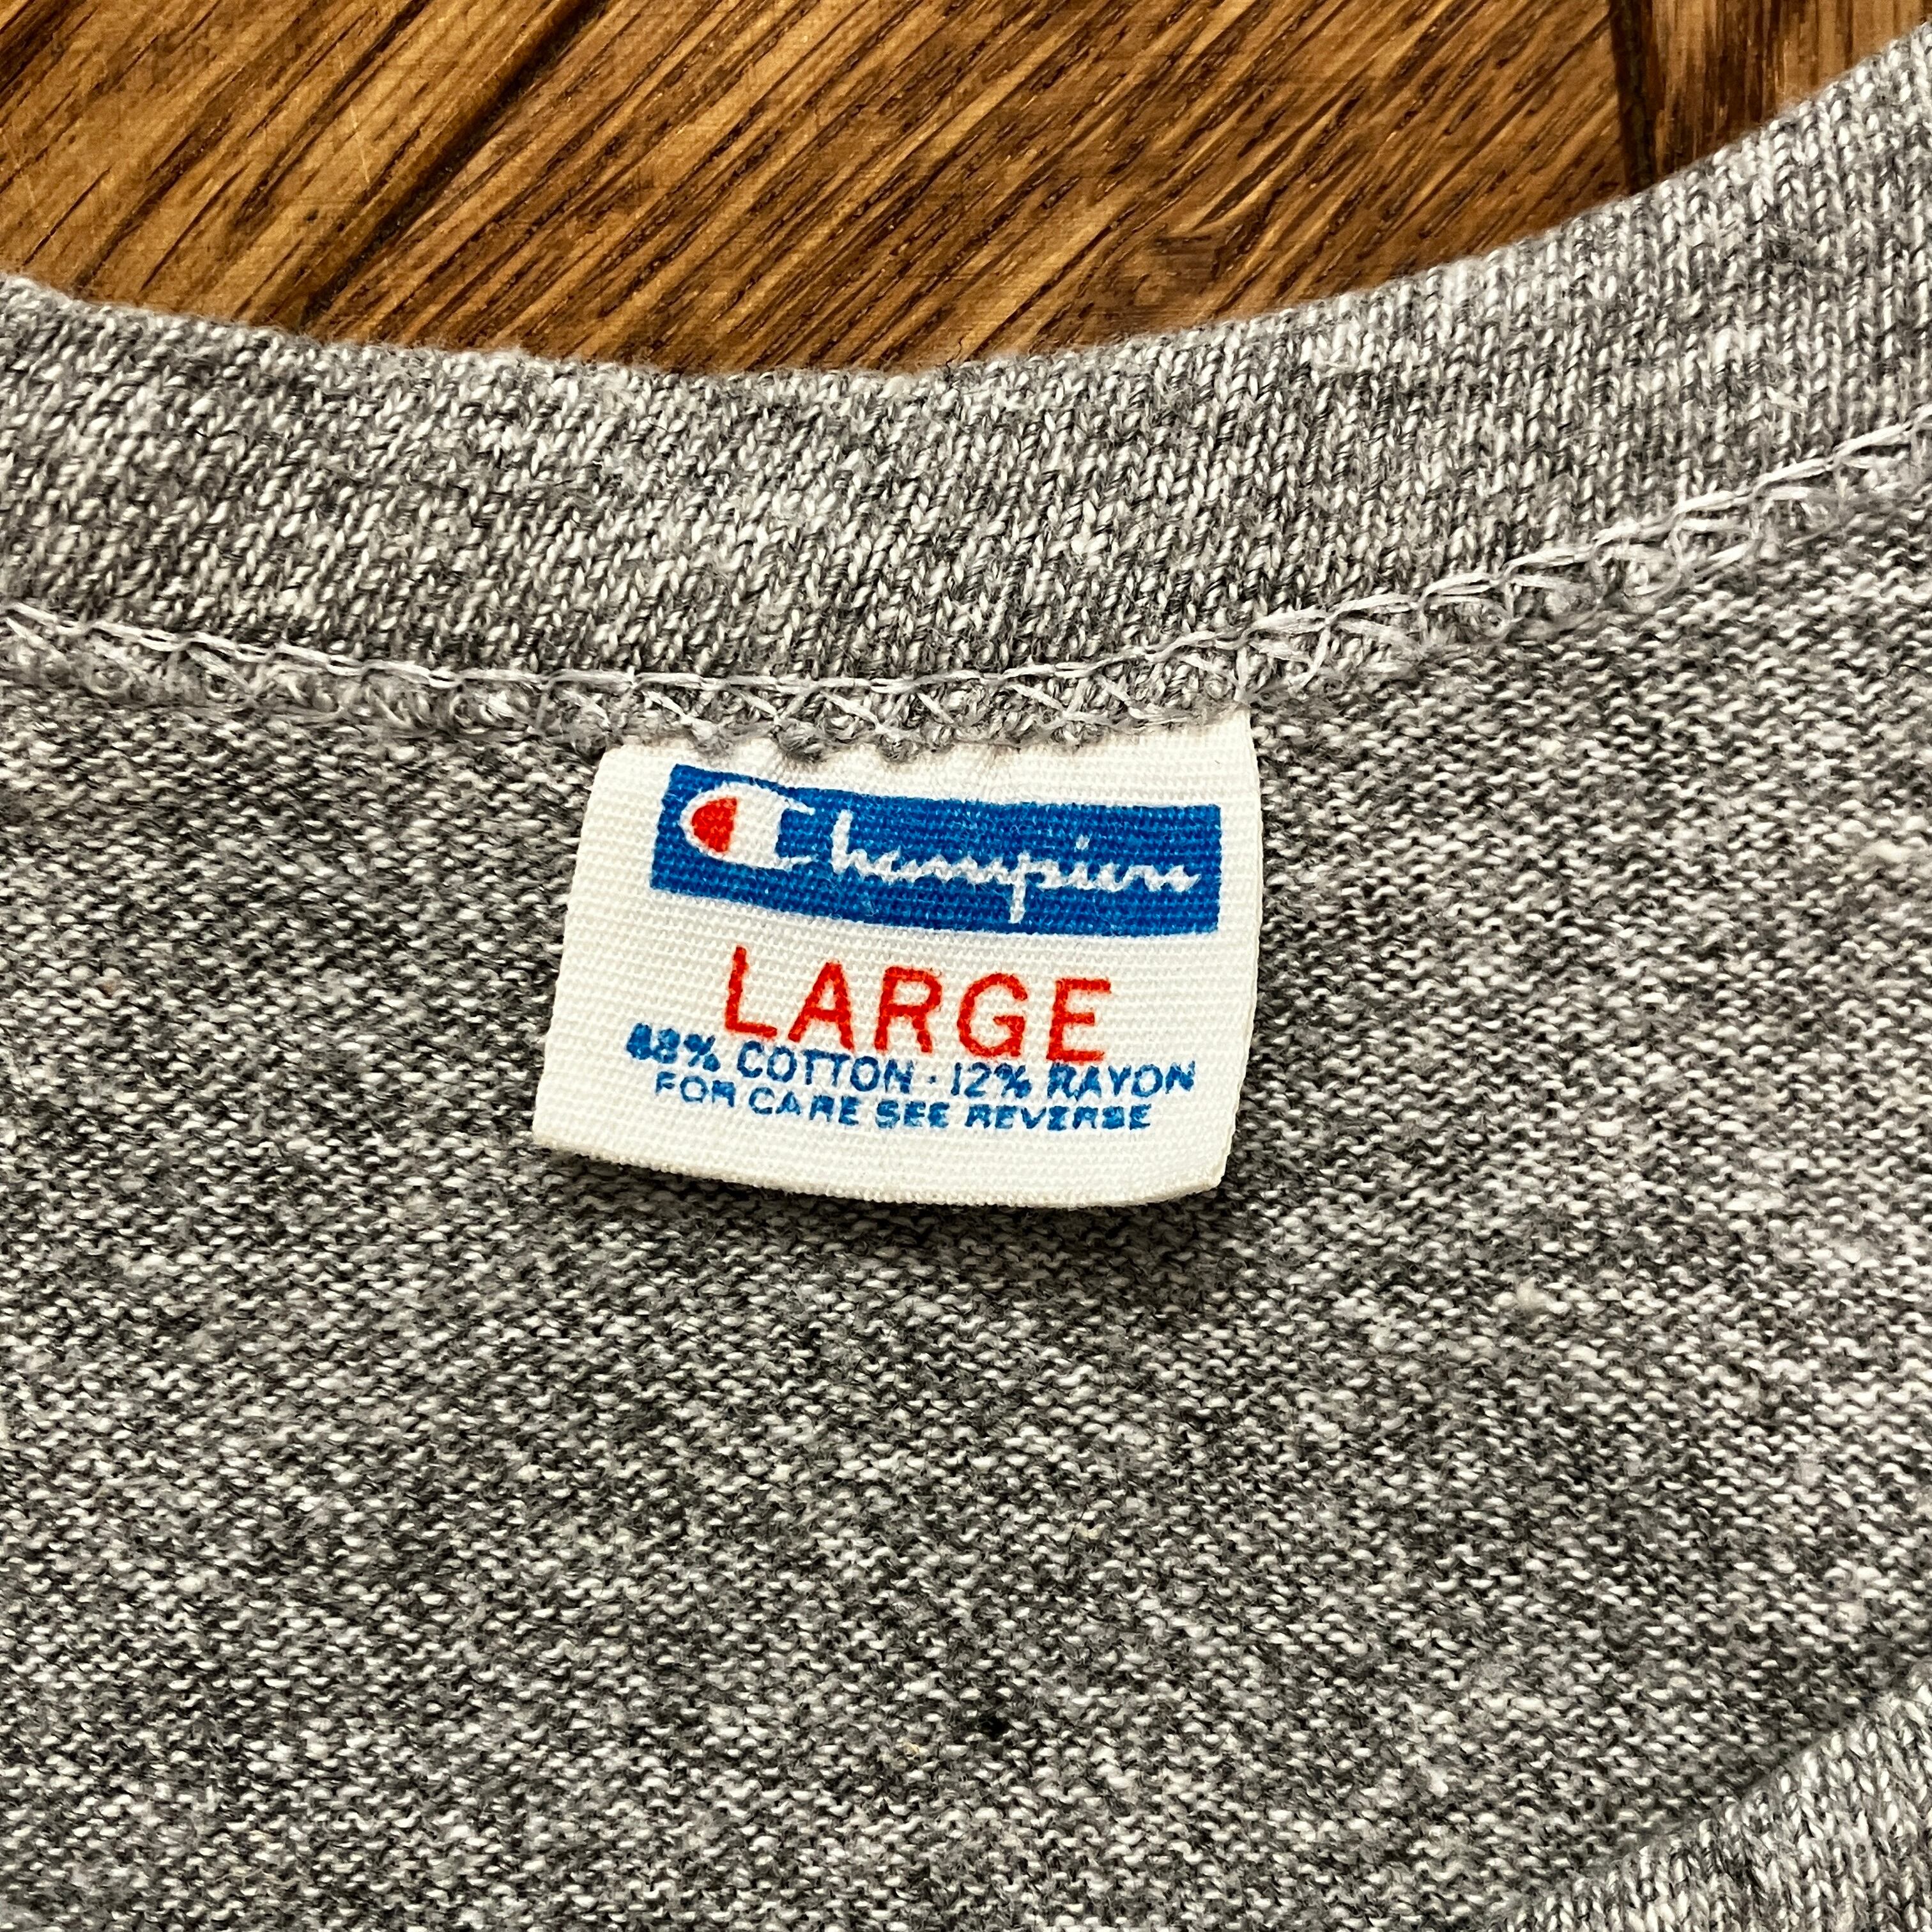 Champion
LARGE
88% COTTON · 12% RAYON
FOR CARE SEE REVERSE